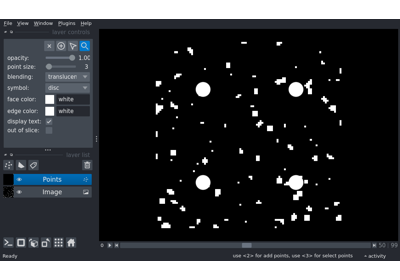 File View Window Plugins Help
layer controls
opacity: 1.00
point size: 3
blending: translucen
symbol: disc
face color: white
edge color: white
display text:
out of slice:
layer list
Points
Image
50 99
Ready use <2> for add points, use <3> for select points activity